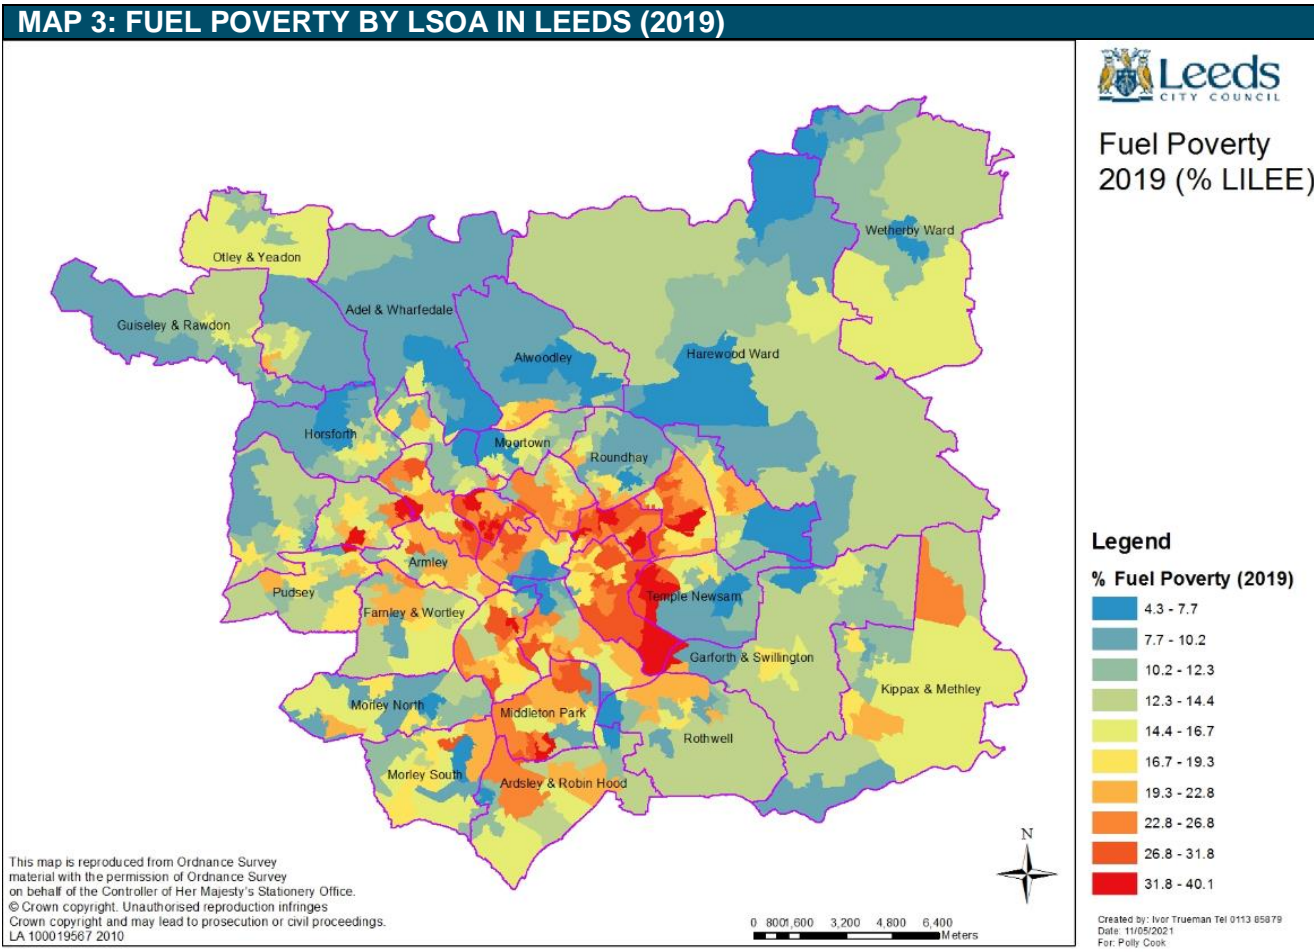 MAP 3: FUEL POVERTY BY LSOA IN LEEDS (2019)
Leeds
CITY COUNCIL
Fuel Poverty
2019 (% LILEE)
Wetherby Ward
Otley & Yeadon
Adel & Wharfedale
Guiseley & Rawdon
Alwoodley
Harewood Ward
Horsforth
Moortown
Roundhay
Armley
Pudsey
Temple Newsam
Farnley & Wortley
Garforth & Swillington
Kippax & Methley
Morley North
Middleton Park
Rothwell
Morley South
Ardsley & Robin Hood
Legend
% Fuel Poverty (2019)
4.3 - 7.7
7.7 - 10.2
10.2 - 12.3
12.3 - 14.4
14.4 - 16.7
16.7 - 19.3
19.3 - 22.8
22.8 - 26.8
26.8 - 31.8
31.8 - 40.1
This map is reproduced from Ordnance Survey
material with the permission of Ordnance Survey
on behalf of the Controller of Her Majesty's Stationery Office.
© Crown copyright. Unauthorised reproduction infringes
Crown copyright and may lead to prosecution or civil proceedings.
LA 100019567 2010
N
0 800 1,600 3,200 4,800 6,400
Meters
Created by: Ivor Trueman Tel 0113 85879
Date: 11/05/2021
For: Polly Cook